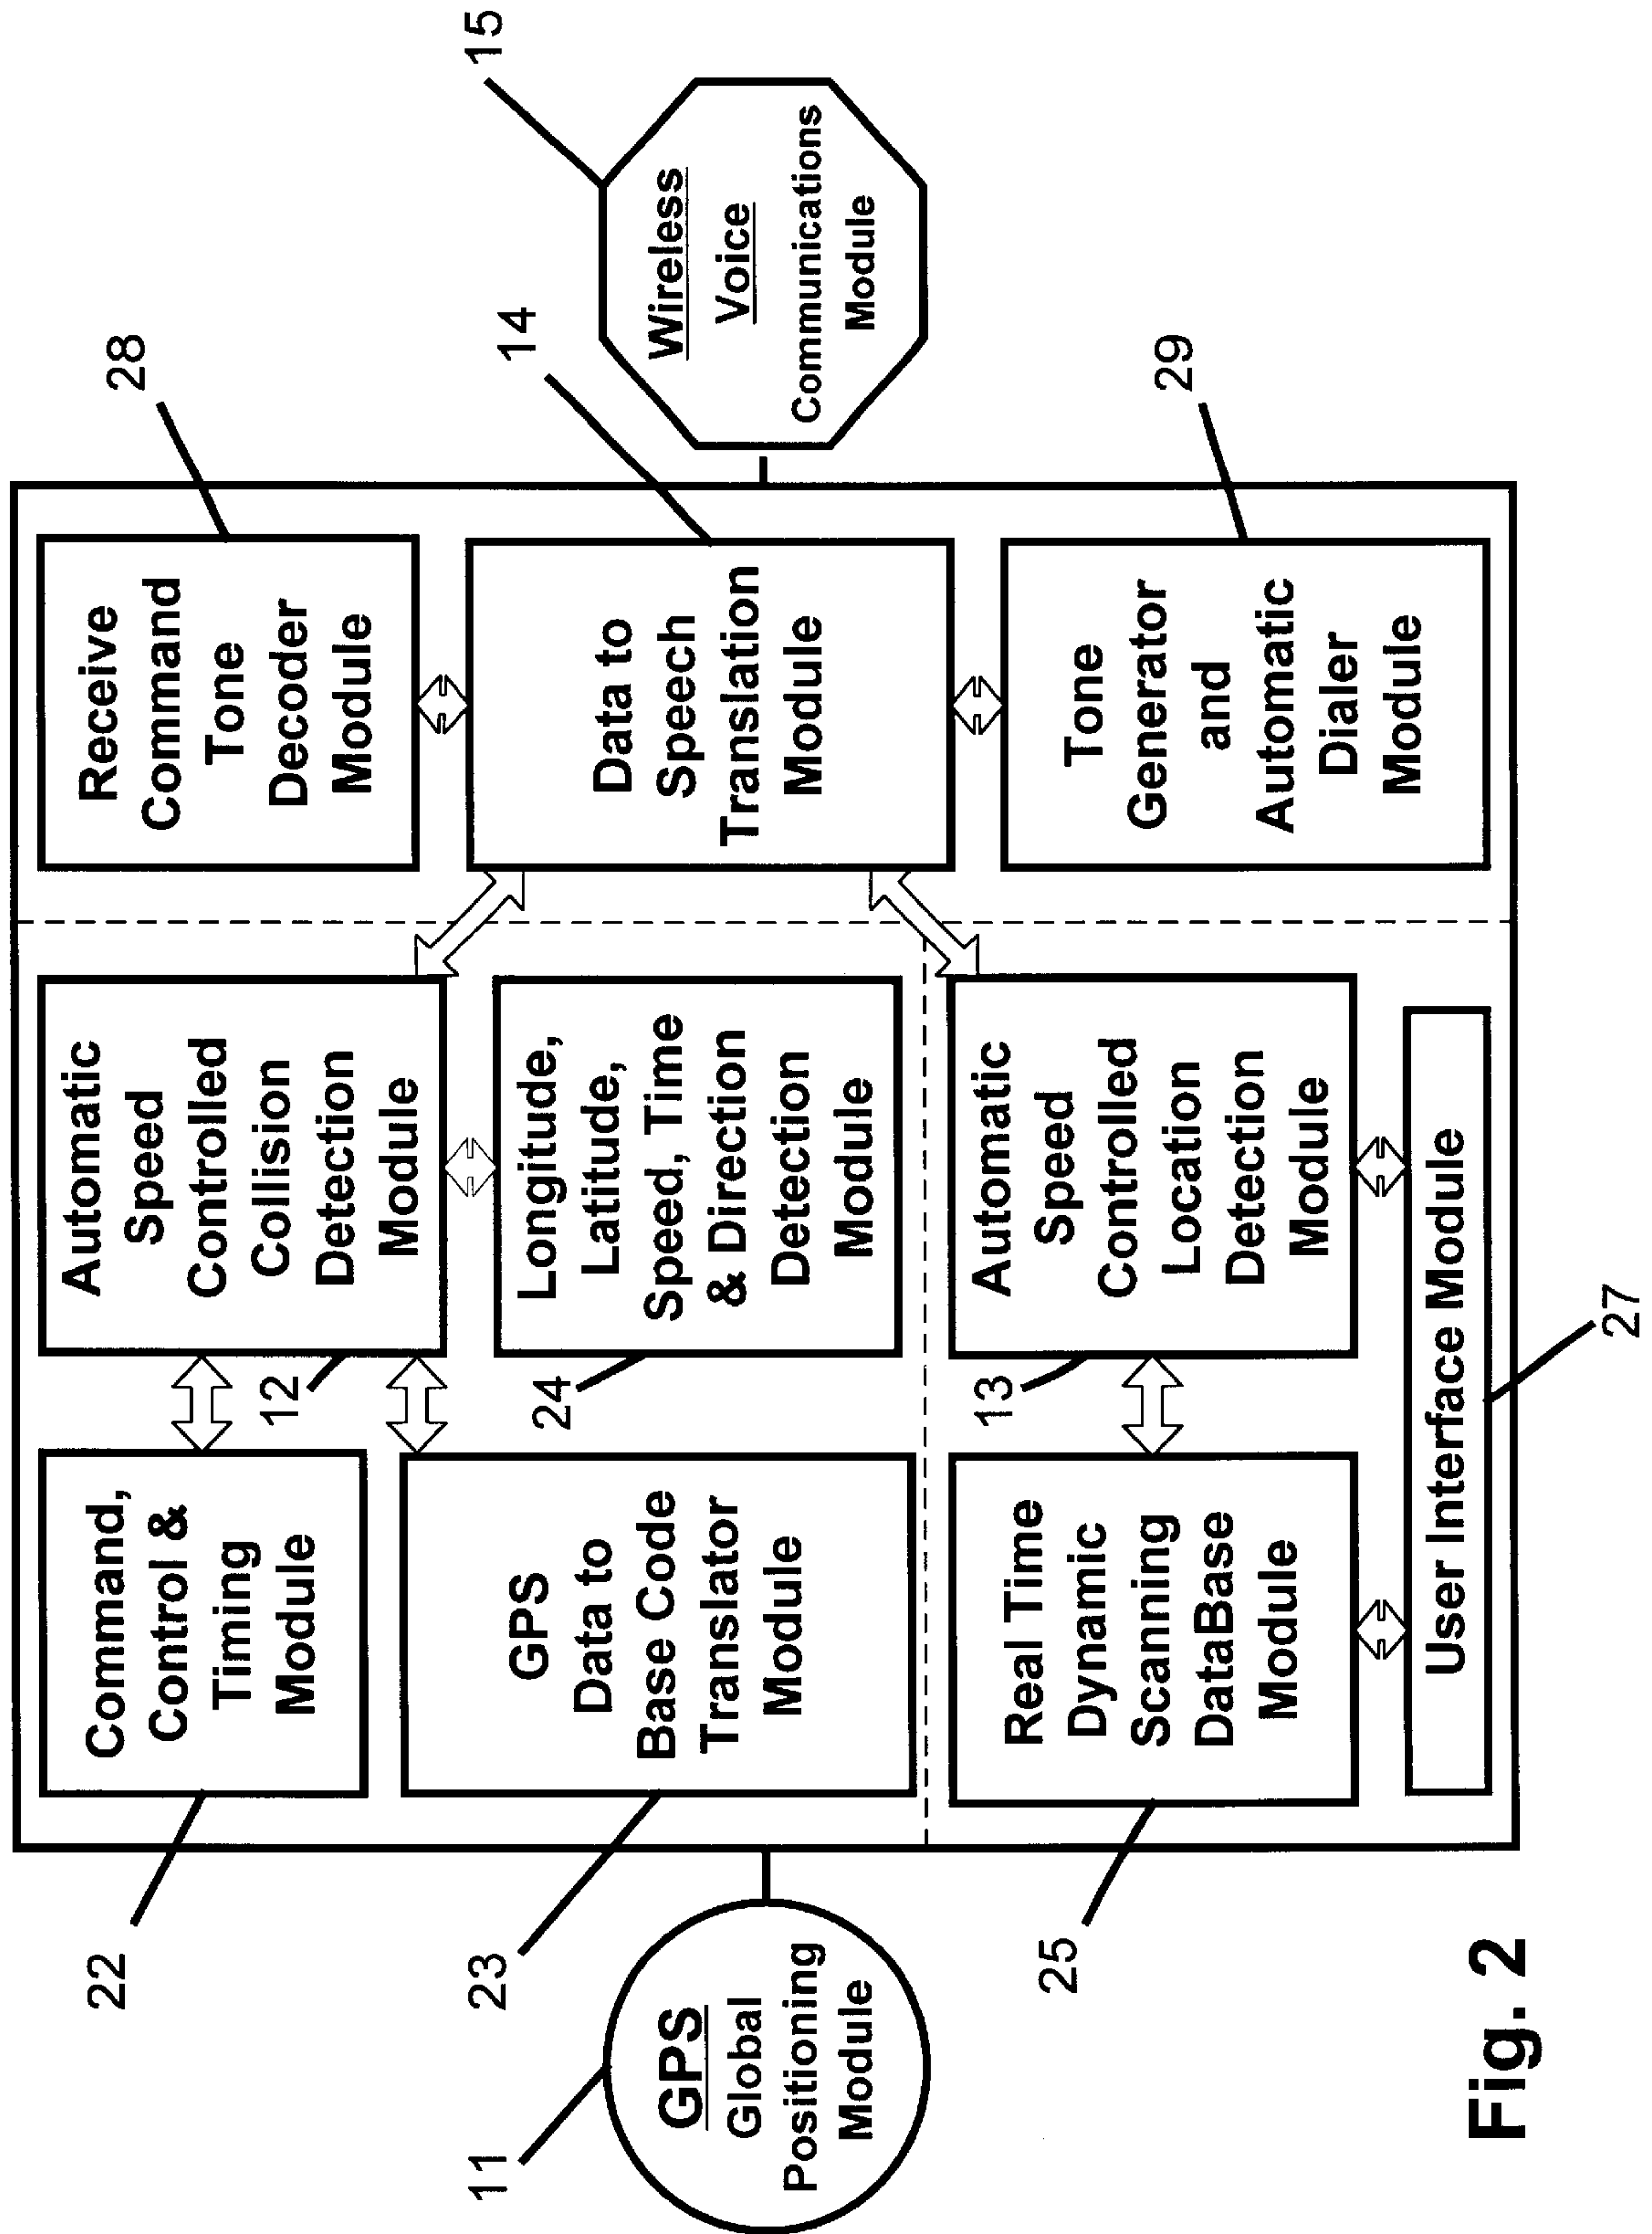 22
Command,
Control &
Timing
Module
12
Automatic
Speed
Controlled
Collision
Detection
Module
28
Receive
Command
Tone
Decoder
Module
11
GPS
Global
Positioning
Module
23
GPS
Data to
Base Code
Translator
Module
24
Longitude,
Latitude,
Speed, Time
& Direction
Detection
Module
14
Data to
Speech
Translation
Module
15
Wireless
Voice
Communications
Module
25
Real Time
Dynamic
Scanning
DataBase
Module
13
Automatic
Speed
Controlled
Location
Detection
Module
29
Tone
Generator
and
Automatic
Dialer
Module
User Interface Module
27
Fig. 2